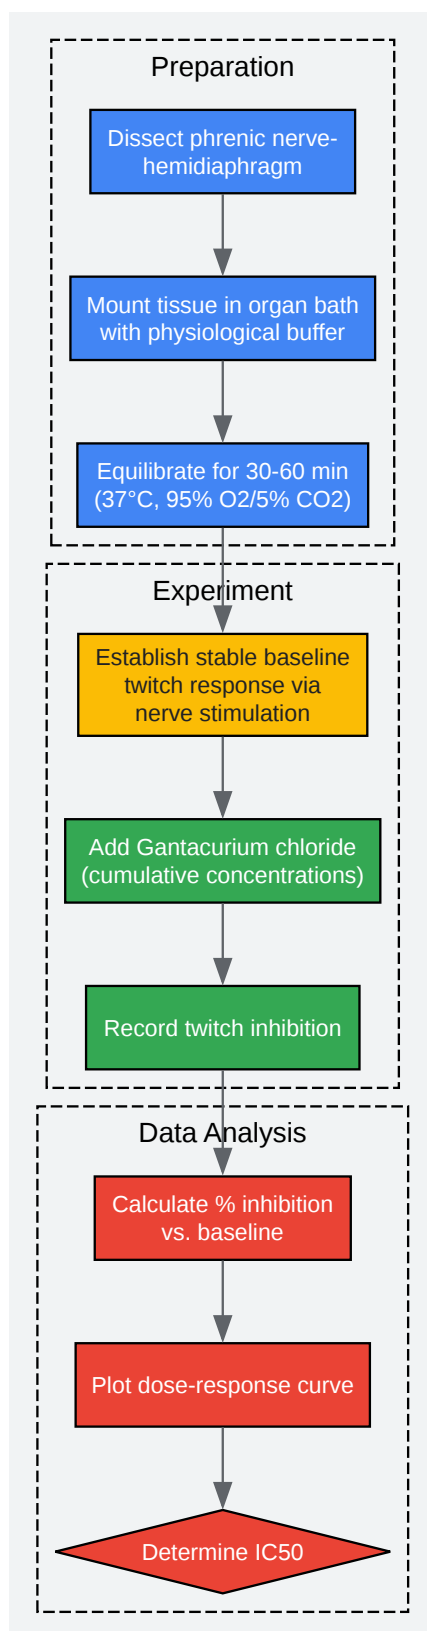 Preparation
Dissect phrenic nerve-
hemidiaphragm
Mount tissue in organ bath
with physiological buffer
Equilibrate for 30-60 min
(37°C, 95% O2/5% CO2)
Experiment
Establish stable baseline
twitch response via
nerve stimulation
Add Gantacurium chloride
(cumulative concentrations)
Record twitch inhibition
Data Analysis
Calculate % inhibition
vs. baseline
Plot dose-response curve
Determine IC50